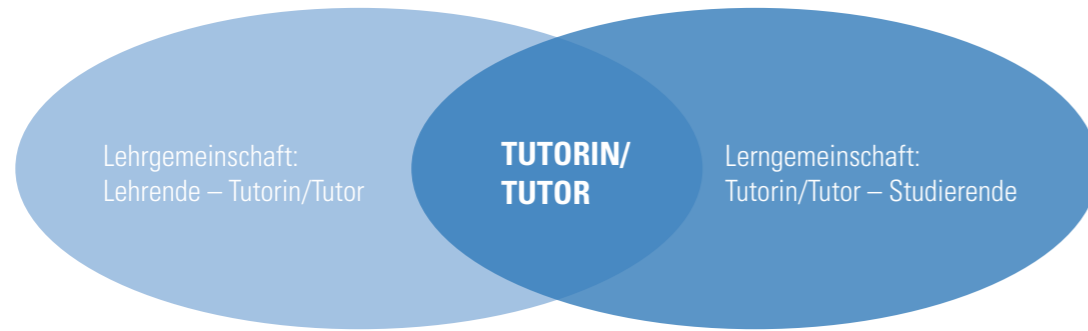 Lehrgemeinschaft:
Lehrende – Tutorin/Tutor
TUTORIN/
TUTOR
Lerngemeinschaft:
Tutorin/Tutor – Studierende